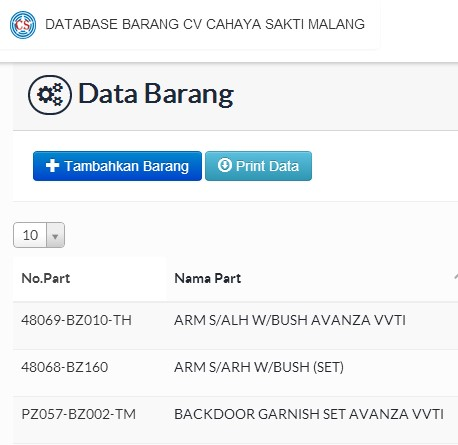 CS
DATABASE BARANG CV CAHAYA SAKTI MALANG
Data Barang
Tambahkan Barang Print Data
10
No.Part Nama Part
48069-BZ010-TH ARM S/ALH W/BUSH AVANZA VVTI
48068-BZ160 ARM S/ARH W/BUSH (SET)
PZ057-BZ002-TM BACKDOOR GARNISH SET AVANZA VVTI